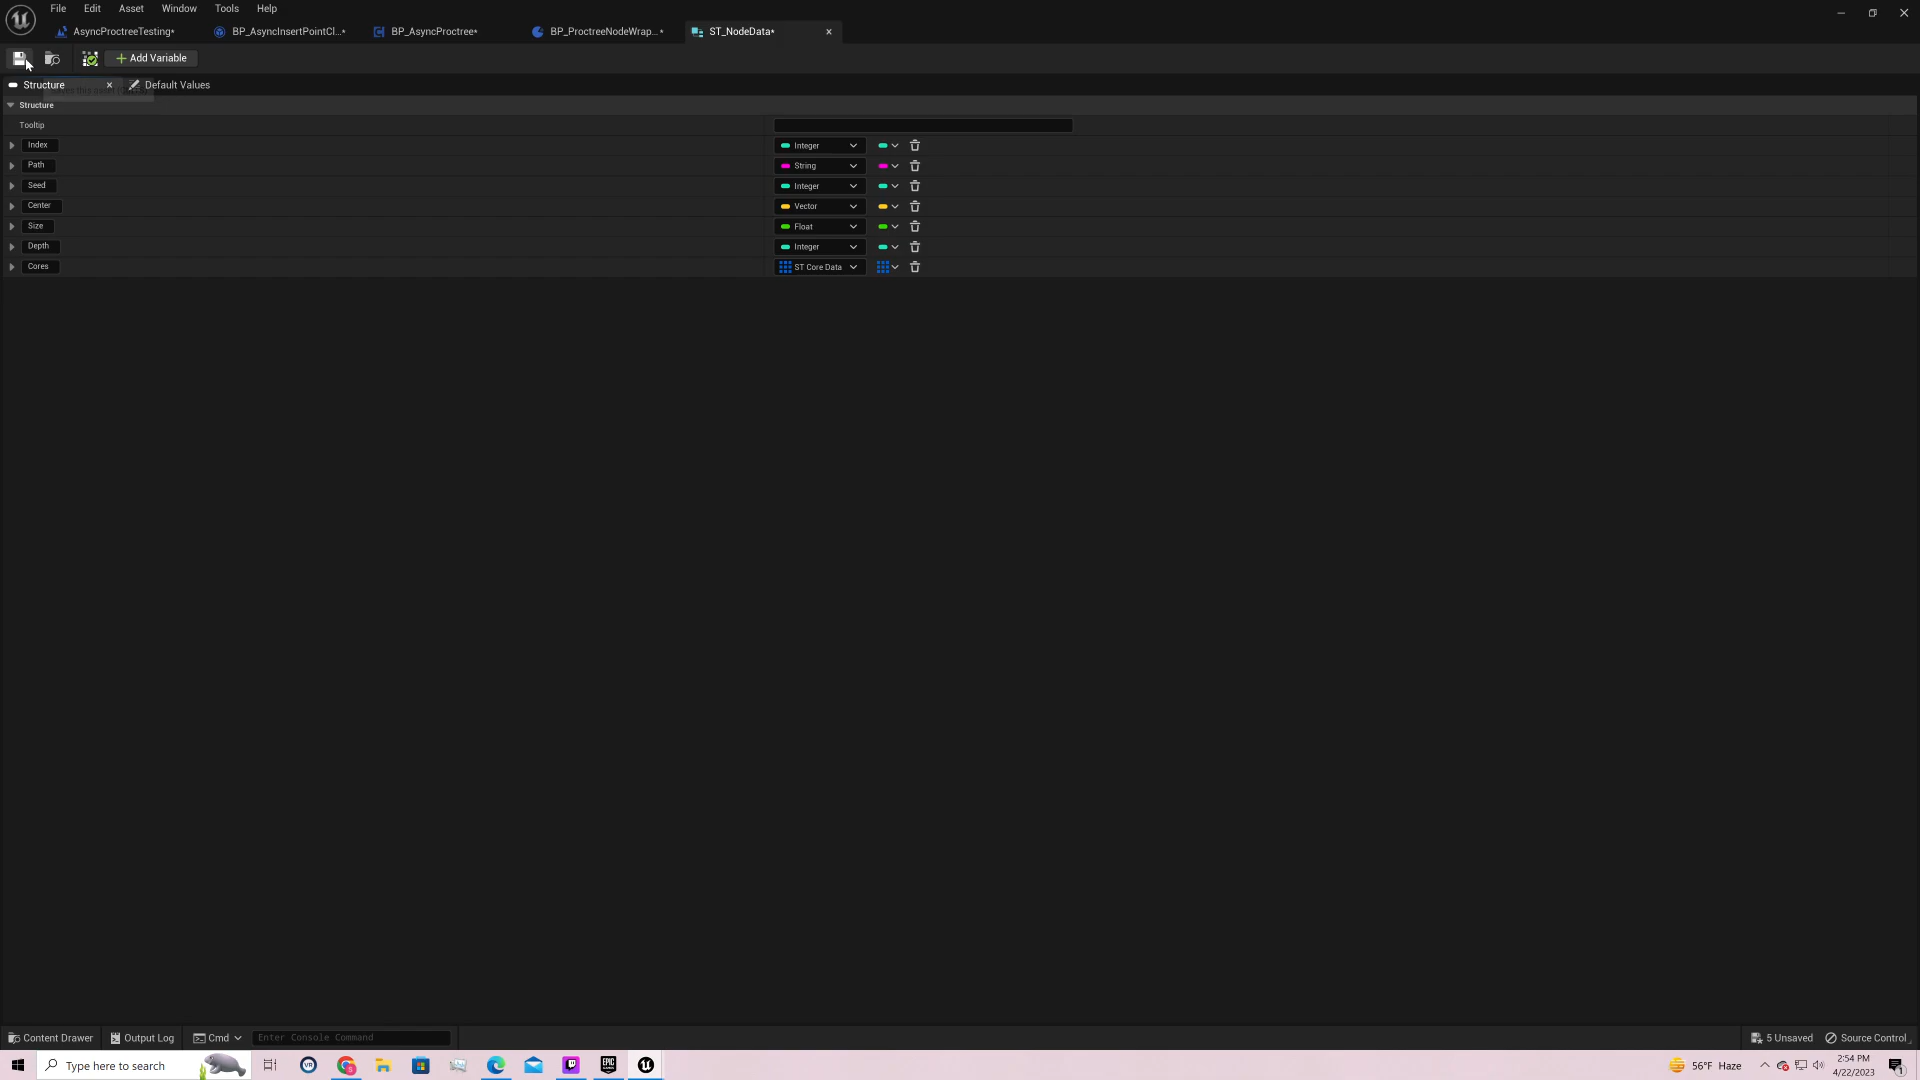 File Edit Asset Window Tools Help
AsyncProctreeTesting* BP_AsyncInsertPointCl...* BP_AsyncProctree* BP_ProctreeNodeWrap...* ST_NodeData*
Add Variable
Structure Default Values
Structure
Tooltip
Index Integer
Path String
Seed Integer
Center Vector
Size Float
Depth Integer
Cores ST Core Data
Content Drawer Output Log Cmd Enter Console Command 5 Unsaved Source Control
Type here to search 56°F Haze 2:54 PM
4/22/2023